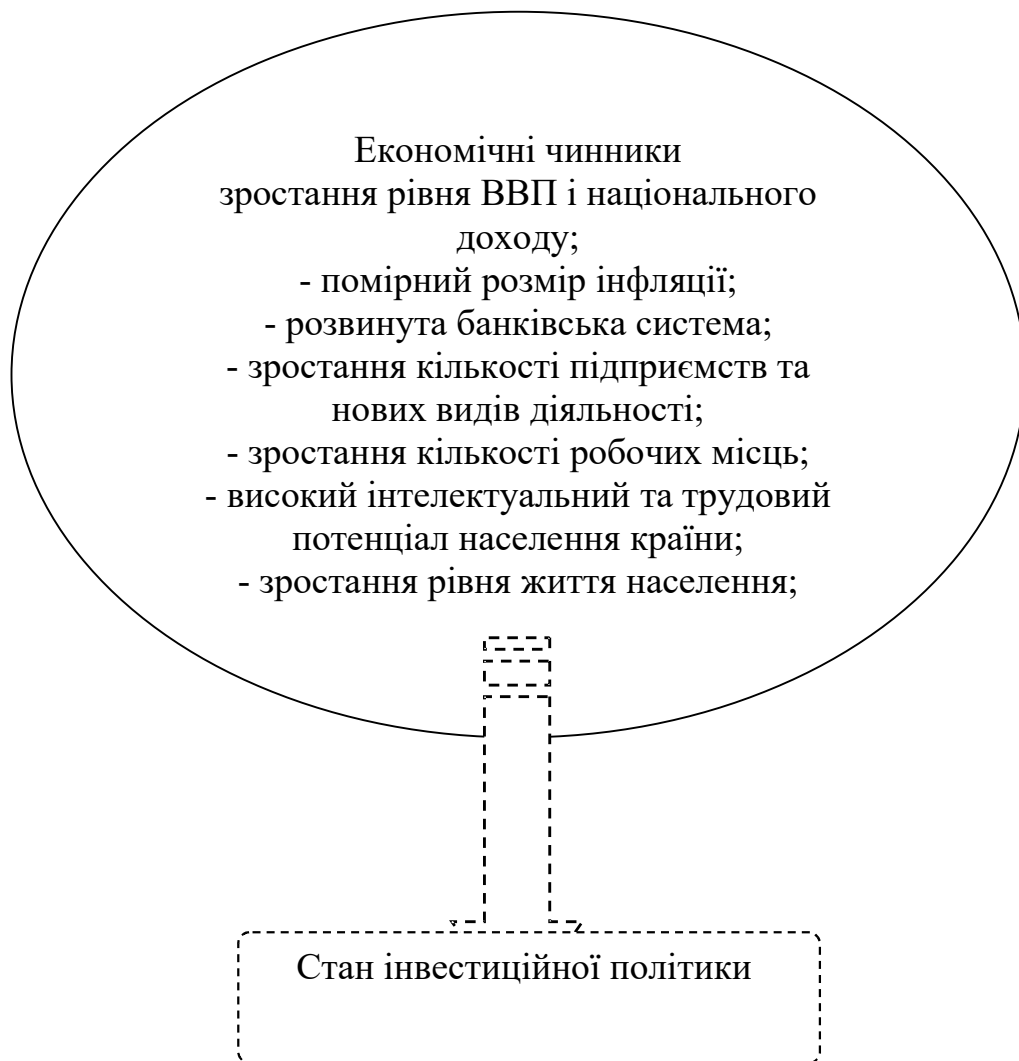 Економічні чинники
зростання рівня ВВП і національного
доходу;
- помірний розмір інфляції;
- розвинута банківська система;
- зростання кількості підприємств та
нових видів діяльності;
- зростання кількості робочих місць;
- високий інтелектуальний та трудовий
потенціал населення країни;
- зростання рівня життя населення;
Стан інвестиційної політики